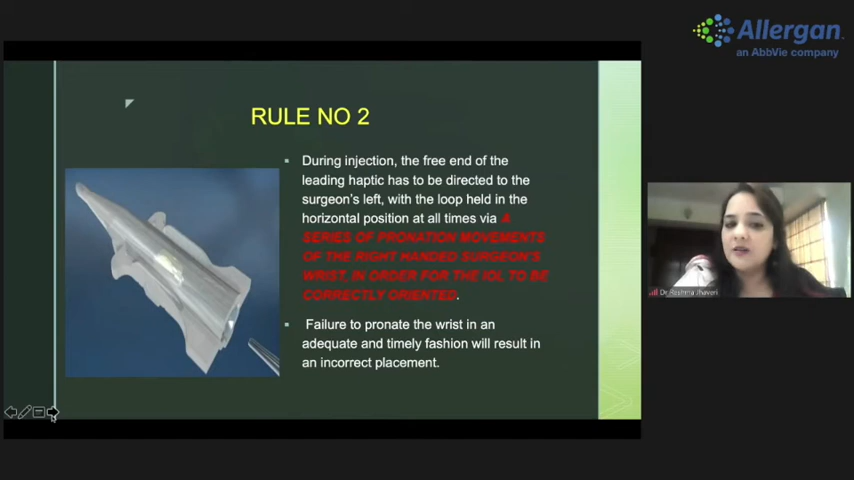 Allergan
an AbbVie company
RULE NO 2
During injection, the free end of the
leading haptic has to be directed to the
surgeon's left, with the loop held in the
horizontal position at all times via A
SERIES OF PRONATION MOVEMENTS
OF THE RIGHT HANDED SURGEON'S
WRIST, IN ORDER FOR THE IOL TO BE
CORRECTLY ORIENTED.
Failure to pronate the wrist in an
adequate and timely fashion will result in
an incorrect placement.
Dr Reshma Jhaveri